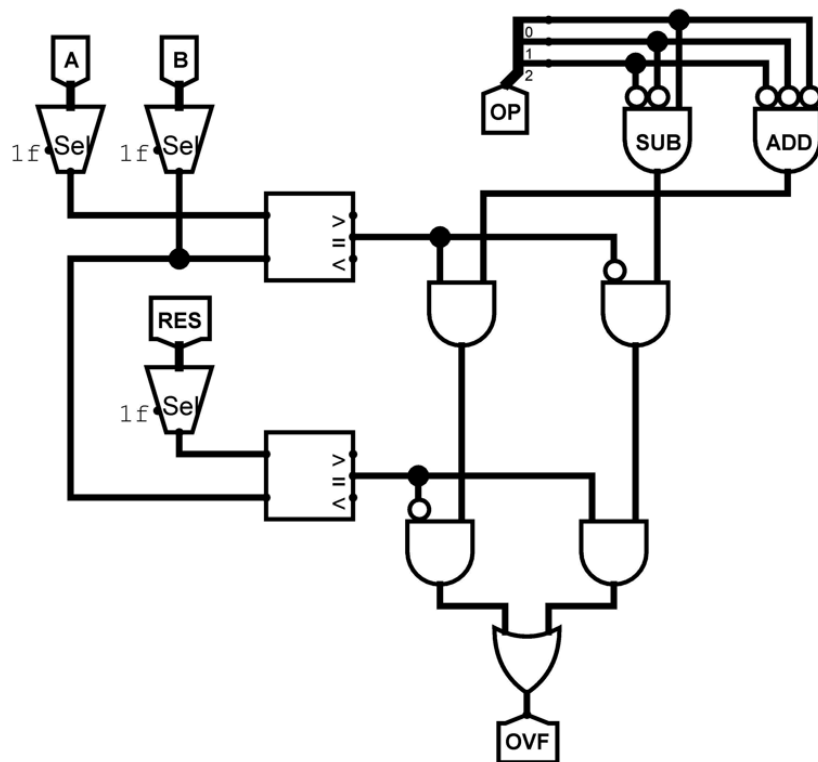 A
B
0
1
2
OP
1f
Sel
1f
Sel
SUB
ADD
>
=
<
RES
1f
Sel
>
=
<
OVF